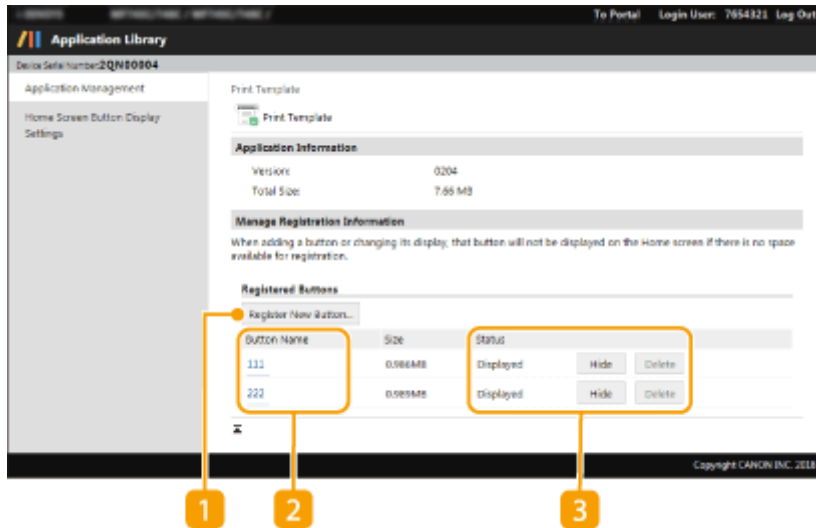 To Portal Login User: 7654321 Log Out
Application Library
Device Serial Number:2QN00004
Application Management
Home Screen Button Display
Settings
Print Template
Print Template
Application Information
Version: 0204
Total Size: 7.66 MB
Manage Registration Information
When adding a button or changing its display, that button will not be displayed on the Home screen if there is no space
available for registration.
Registered Buttons
Register New Button...
Button Name Size Status
111 0.986MB Displayed Hide Delete
222 0.989MB Displayed Hide Delete
Copyright CANON INC. 2018
1 2 3